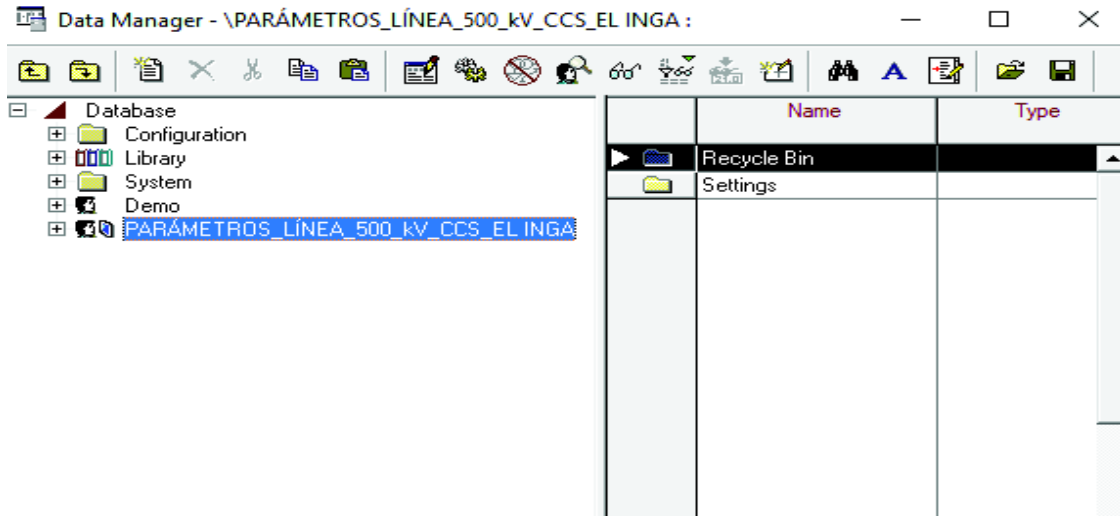 Data Manager - \PARÁMETROS_LÍNEA_500_kV_CCS_EL INGA :
Database
Configuration
Library
System
Demo
PARÁMETROS_LÍNEA_500_kV_CCS_EL INGA
Name Type
Recycle Bin
Settings